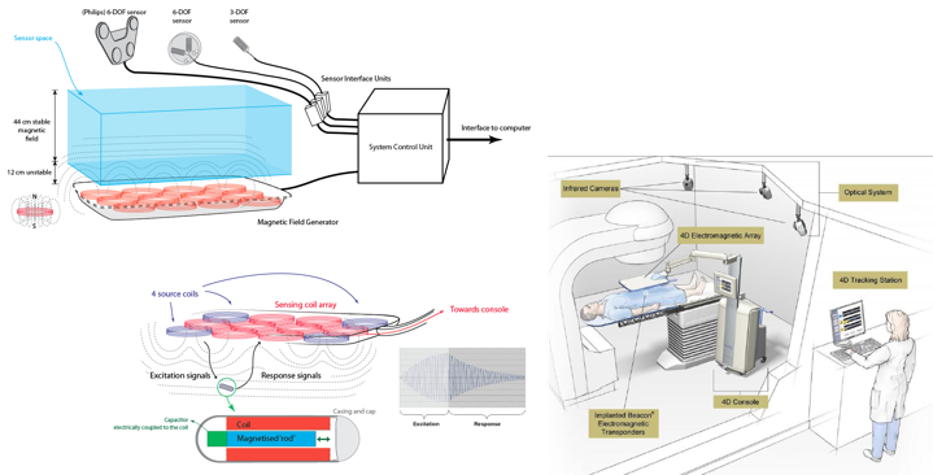 (Philips) 6-DOF sensor
6-DOF
sensor
3-DOF
sensor
Sensor space
Sensor Interface Units
44 cm stable
magnetic
field
12 cm unstable
System Control Unit
Interface to computer
N
S
Magnetic Field Generator
4 source coils
Sensing coil array
Towards console
Excitation signals
Response signals
Capacitor
electrically coupled to the coil
Coil
Magnetised 'rod'
Casing and cap
Excitation
Response
Infrared Cameras
Optical System
4D Electromagnetic Array
4D Tracking Station
4D Console
Implanted Beacon®
Electromagnetic
Transponders